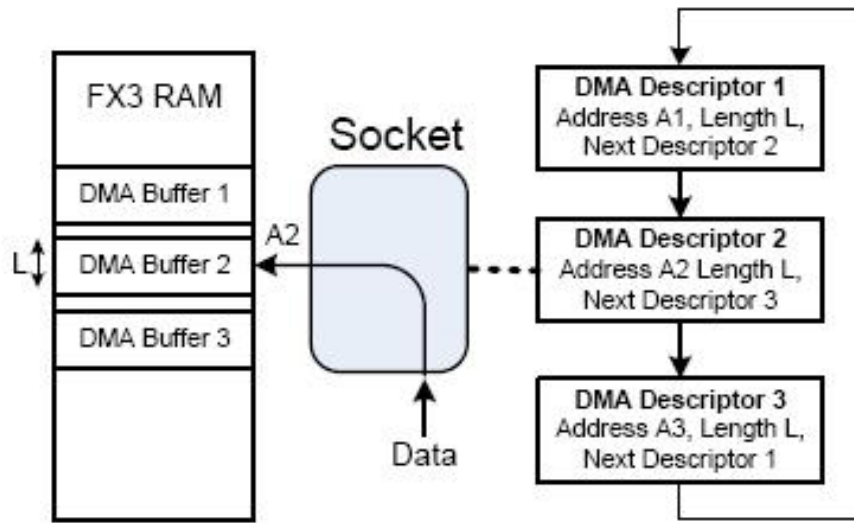 FX3 RAM
DMA Buffer 1
L
DMA Buffer 2
DMA Buffer 3
Socket
A2
Data
DMA Descriptor 1
Address A1, Length L,
Next Descriptor 2
DMA Descriptor 2
Address A2 Length L,
Next Descriptor 3
DMA Descriptor 3
Address A3, Length L,
Next Descriptor 1